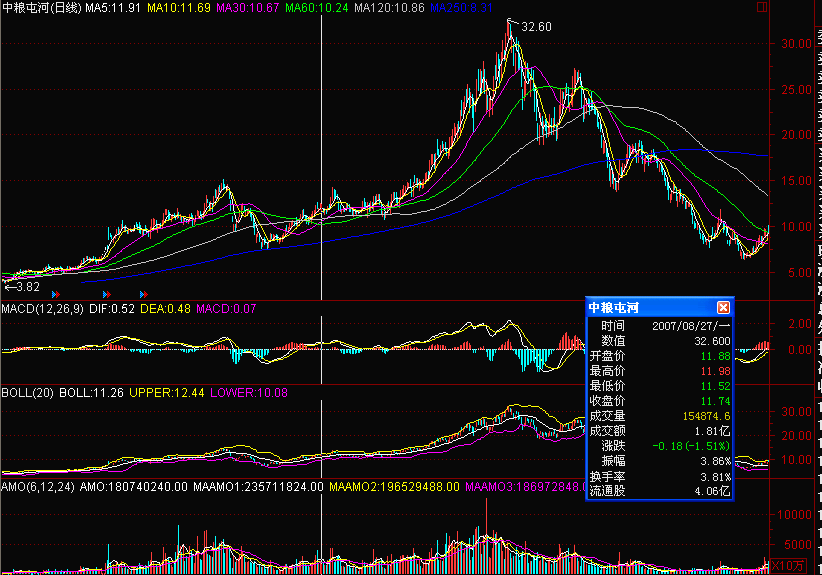 中粮屯河(日线) MA5:11.91 MA10:11.69 MA30:10.67 MA60:10.24 MA120:10.86 MA250:8.31
32.60
30.00
25.00
20.00
15.00
10.00
5.00
3.82
MACD(12,26,9) DIF:0.52 DEA:0.48 MACD:0.07
2.00
0.00
BOLL(20) BOLL:11.26 UPPER:12.44 LOWER:10.08
30.00
20.00
10.00
AMO(6,12,24) AMO:180740240.00 MAAMO1:235711824.00 MAAMO2:196529488.00 MAAMO3:186972848.0
10000
5000
X10万
中粮屯河
时间 2007/08/27/一
数值 32.600
开盘价 11.88
最高价 11.98
最低价 11.52
收盘价 11.74
成交量 154874.6
成交额 1.81亿
涨跌 -0.18(-1.51%)
振幅 3.86%
换手率 3.81%
流通股 4.06亿